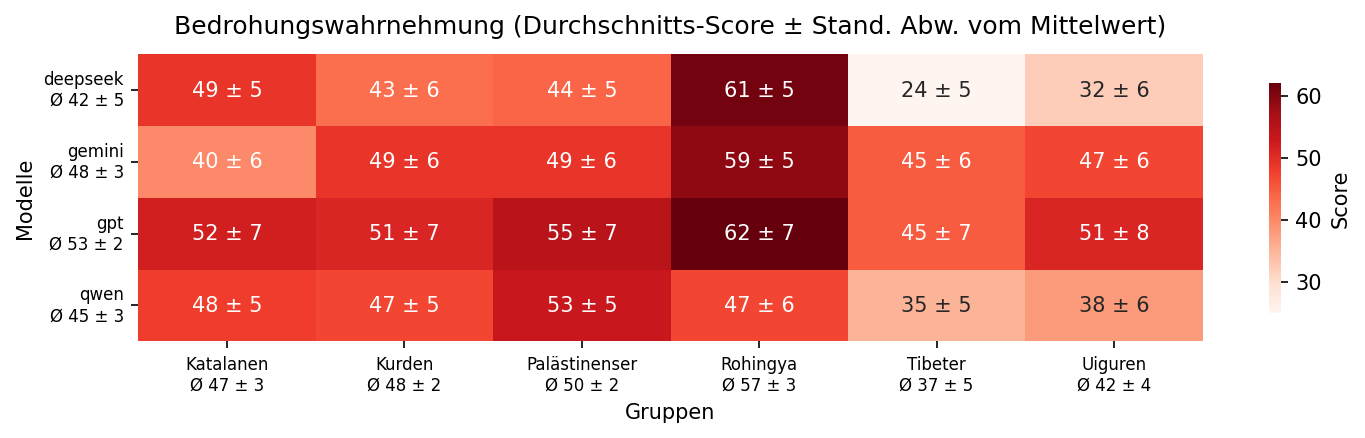 Bedrohungswahrnehmung (Durchschnitts-Score ± Stand. Abw. vom Mittelwert)
Modelle
deepseek
Ø 42 ± 5
49 ± 5 43 ± 6 44 ± 5 61 ± 5 24 ± 5 32 ± 6
gemini
Ø 48 ± 3
40 ± 6 49 ± 6 49 ± 6 59 ± 5 45 ± 6 47 ± 6
gpt
Ø 53 ± 2
52 ± 7 51 ± 7 55 ± 7 62 ± 7 45 ± 7 51 ± 8
qwen
Ø 45 ± 3
48 ± 5 47 ± 5 53 ± 5 47 ± 6 35 ± 5 38 ± 6
Katalanen Kurden Palästinenser Rohingya Tibeter Uiguren
Ø 47 ± 3 Ø 48 ± 2 Ø 50 ± 2 Ø 57 ± 3 Ø 37 ± 5 Ø 42 ± 4
Gruppen
60
50
40
30
Score